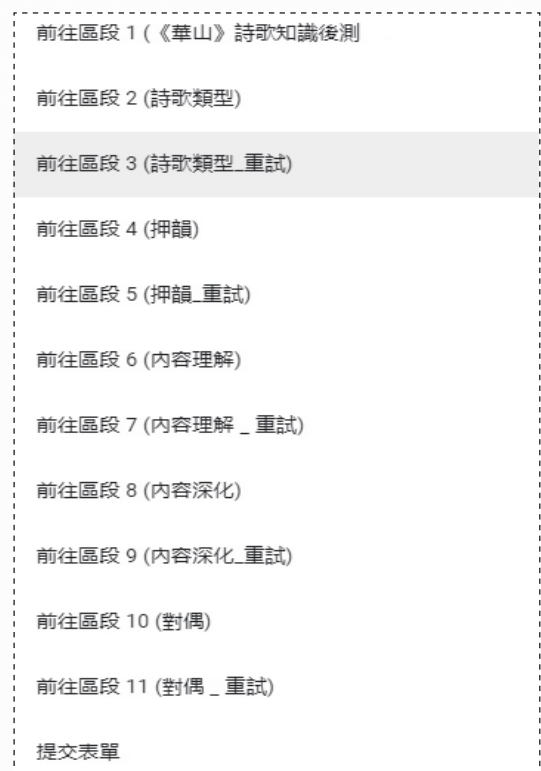 前往區段 1 (《華山》詩歌知識後測
前往區段 2 (詩歌類型)
前往區段 3 (詩歌類型_重試)
前往區段 4 (押韻)
前往區段 5 (押韻_重試)
前往區段 6 (內容理解)
前往區段 7 (內容理解 _ 重試)
前往區段 8 (內容深化)
前往區段 9 (內容深化_重試)
前往區段 10 (對偶)
前往區段 11 (對偶 _ 重試)
提交表單